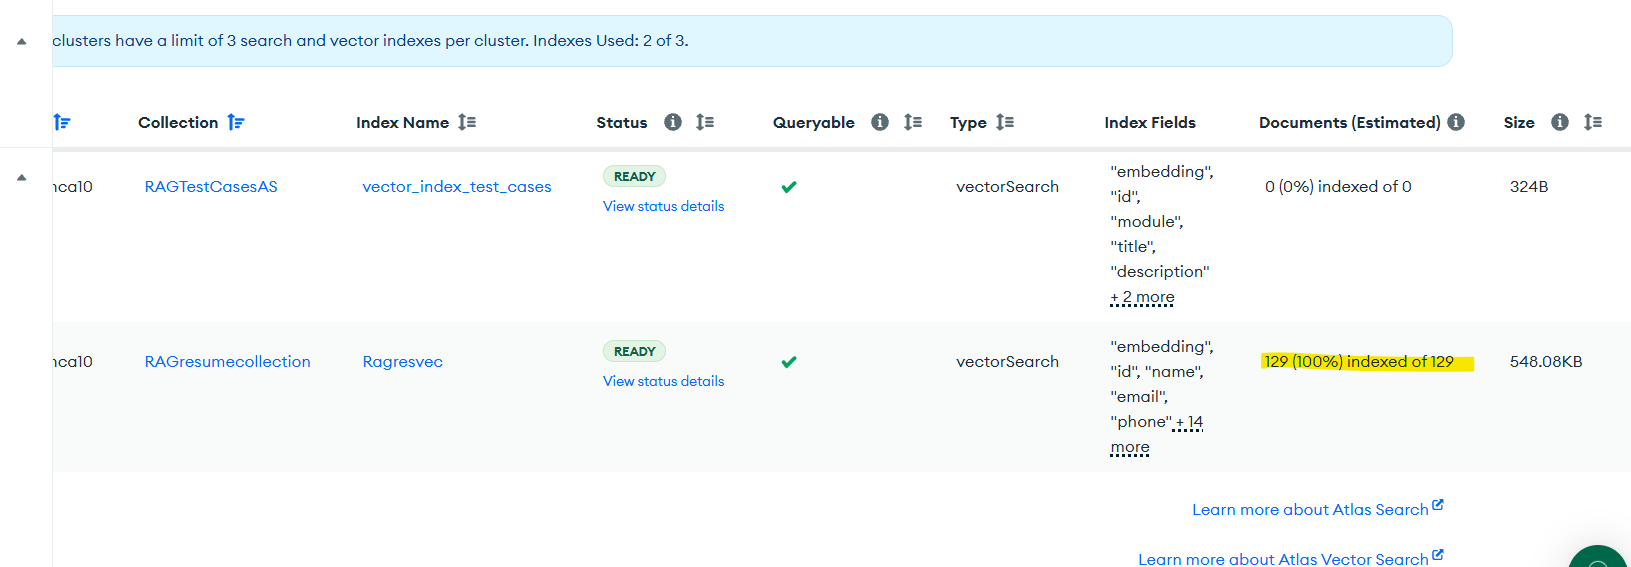 clusters have a limit of 3 search and vector indexes per cluster. Indexes Used: 2 of 3.
Collection Index Name Status Queryable Type Index Fields Documents (Estimated) Size
nca10 RAGTestCasesAS vector_index_test_cases READY vectorSearch "embedding", 0 (0%) indexed of 0 324B
View status details "id",
"module",
"title",
"description"
+ 2 more
nca10 RAGresumecollection Ragresvec READY vectorSearch "embedding", 129 (100%) indexed of 129 548.08KB
View status details "id", "name",
"email",
"phone" + 14
more
Learn more about Atlas Search
Learn more about Atlas Vector Search